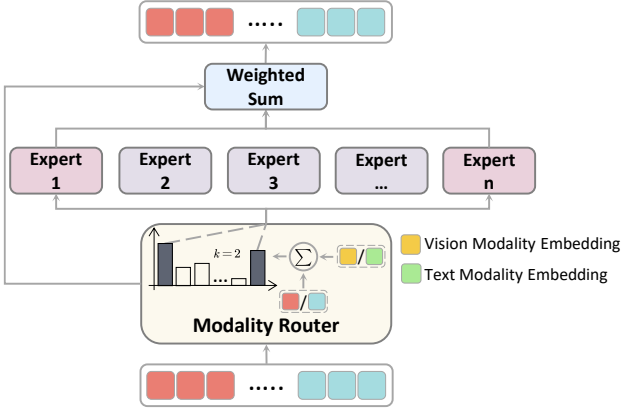 .....
Weighted
Sum
Expert
1
Expert
2
Expert
3
Expert
...
Expert
n
k = 2
...
∑
/
/
Modality Router
Vision Modality Embedding
Text Modality Embedding
.....